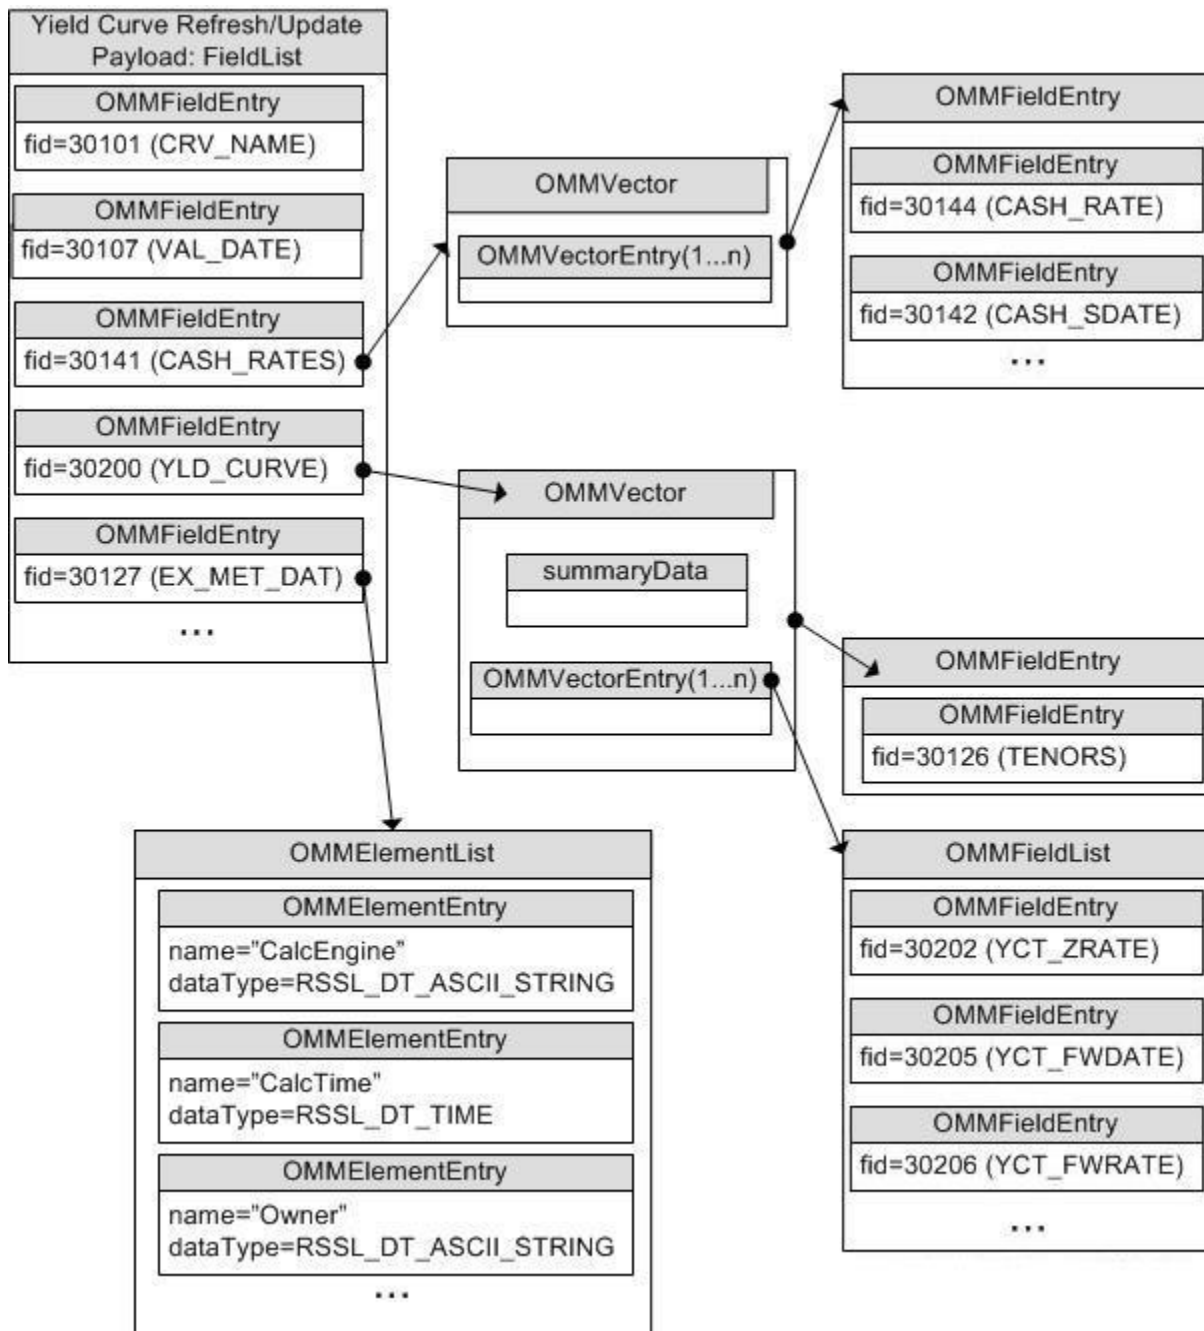 Yield Curve Refresh/Update
Payload: FieldList
OMMFieldEntry
fid=30101 (CRV_NAME)
OMMFieldEntry
fid=30107 (VAL_DATE)
OMMFieldEntry
fid=30141 (CASH_RATES)
OMMFieldEntry
fid=30200 (YLD_CURVE)
OMMFieldEntry
fid=30127 (EX_MET_DAT)
...
OMMVector
OMMVectorEntry(1...n)
OMMFieldEntry
OMMFieldEntry
fid=30144 (CASH_RATE)
OMMFieldEntry
fid=30142 (CASH_SDATE)
...
OMMVector
summaryData
OMMVectorEntry(1...n)
OMMFieldEntry
OMMFieldEntry
fid=30126 (TENORS)
OMMFieldList
OMMFieldEntry
fid=30202 (YCT_ZRATE)
OMMFieldEntry
fid=30205 (YCT_FWDATE)
OMMFieldEntry
fid=30206 (YCT_FWRATE)
...
OMMElementList
OMMElementEntry
name="CalcEngine"
dataType=RSSL_DT_ASCII_STRING
OMMElementEntry
name="CalcTime"
dataType=RSSL_DT_TIME
OMMElementEntry
name="Owner"
dataType=RSSL_DT_ASCII_STRING
...